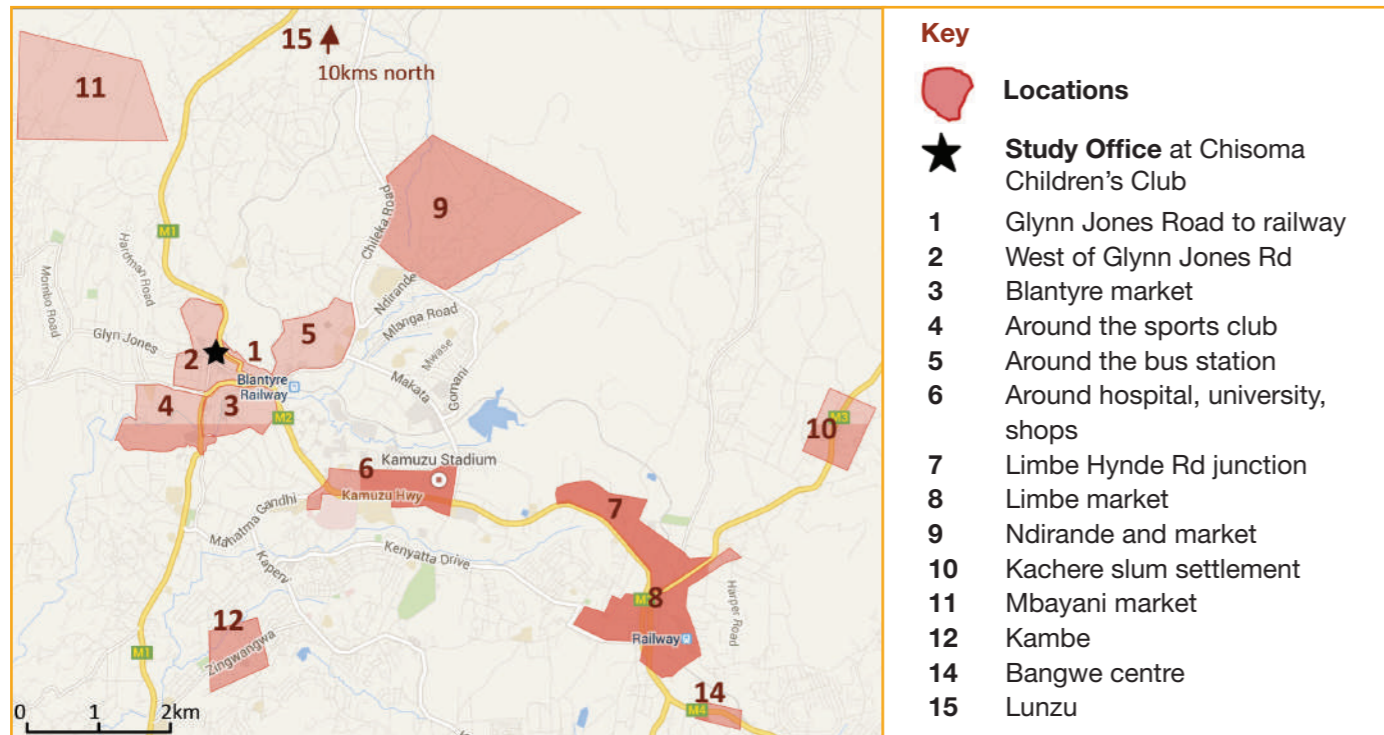 15
10kms north
11
9
Chileka Road
M1
Hardman Road
Mombo Road
Ndirande
Mlanga Road
5
Glyn Jones
1
2
Mwase
Blantyre
Railway
Makata
Gomani
4
3
M2
M3
10
6
Kamuzu Stadium
Kamuzu Hwy
7
Mahatma Gandhi
Kenyatta Drive
Kaperv
8
Harper Road
Railway
12
Zingwangwa
M1
14
M4
0 1 2km
Key
Locations
Study Office at Chisoma
Children's Club
1 Glynn Jones Road to railway
2 West of Glynn Jones Rd
3 Blantyre market
4 Around the sports club
5 Around the bus station
6 Around hospital, university,
shops
7 Limbe Hynde Rd junction
8 Limbe market
9 Ndirande and market
10 Kachere slum settlement
11 Mbayani market
12 Kambe
14 Bangwe centre
15 Lunzu